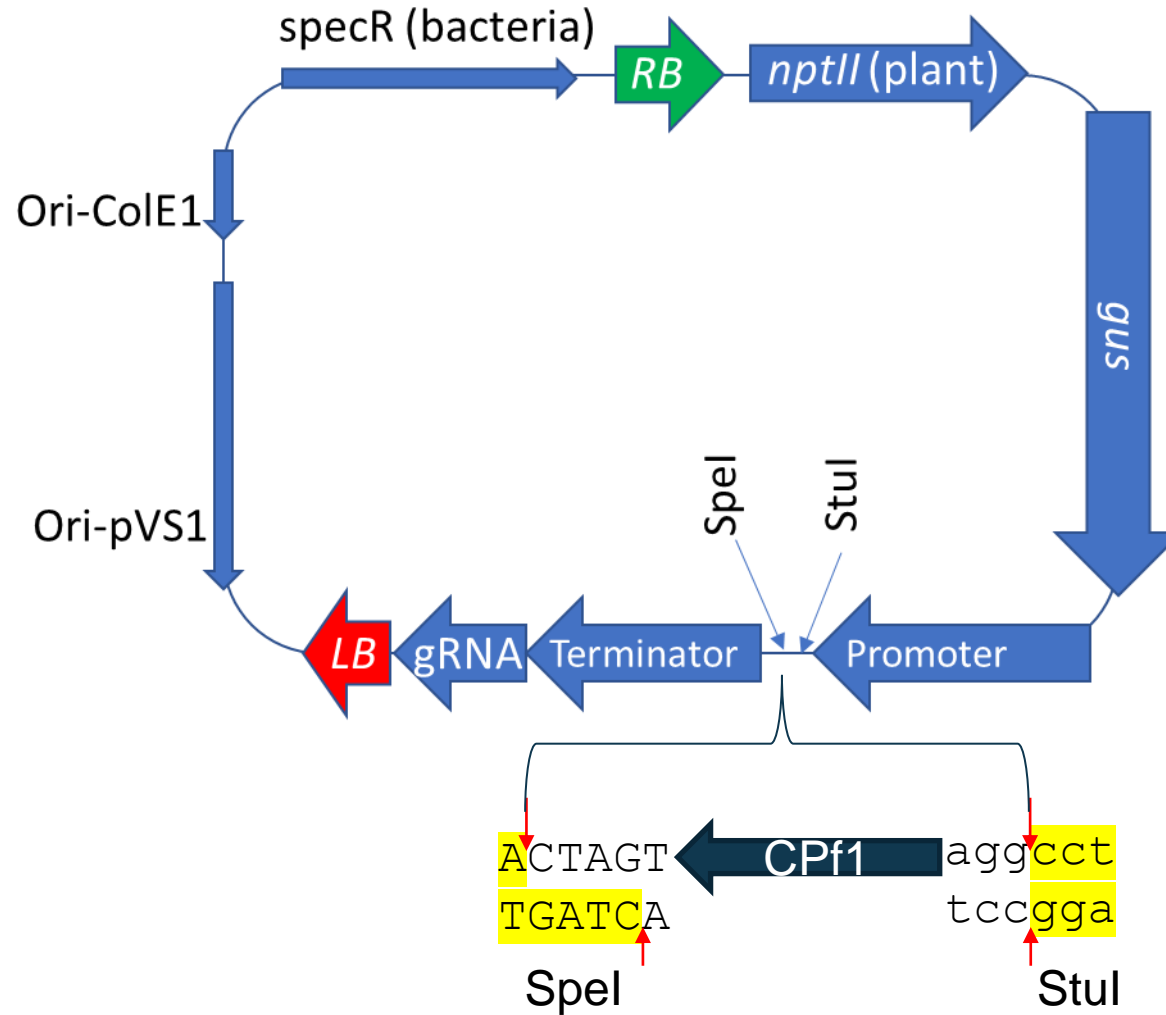 specR (bacteria)
RB
nptII (plant)
Ori-ColE1
gus
SpeI
StuI
Ori-pVS1
LB
gRNA
Terminator
Promoter
ACTAGT
CPf1
aggcct
TGATCA
tccgga
SpeI
StuI